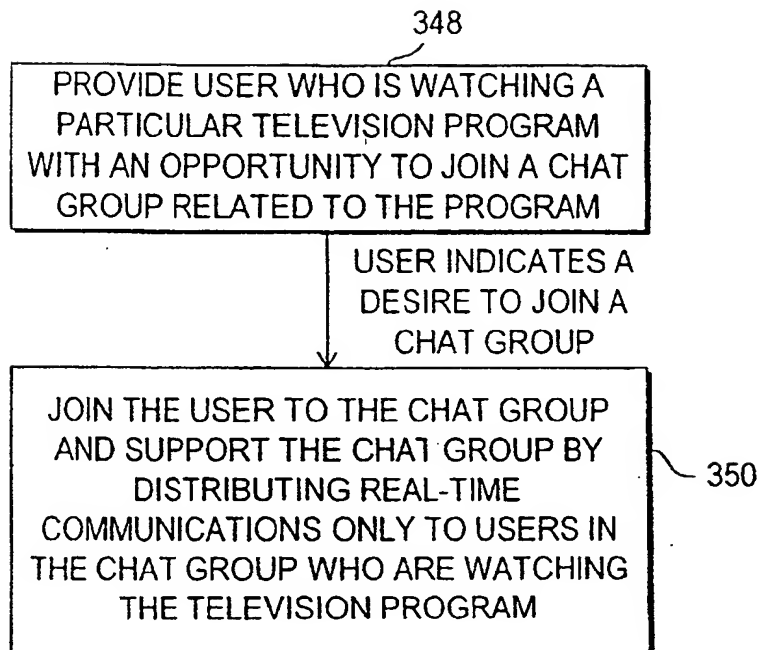 348
PROVIDE USER WHO IS WATCHING A
PARTICULAR TELEVISION PROGRAM
WITH AN OPPORTUNITY TO JOIN A CHAT
GROUP RELATED TO THE PROGRAM
USER INDICATES A
DESIRE TO JOIN A
CHAT GROUP
JOIN THE USER TO THE CHAT GROUP
AND SUPPORT THE CHAT GROUP BY
DISTRIBUTING REAL-TIME
COMMUNICATIONS ONLY TO USERS IN
THE CHAT GROUP WHO ARE WATCHING
THE TELEVISION PROGRAM
350